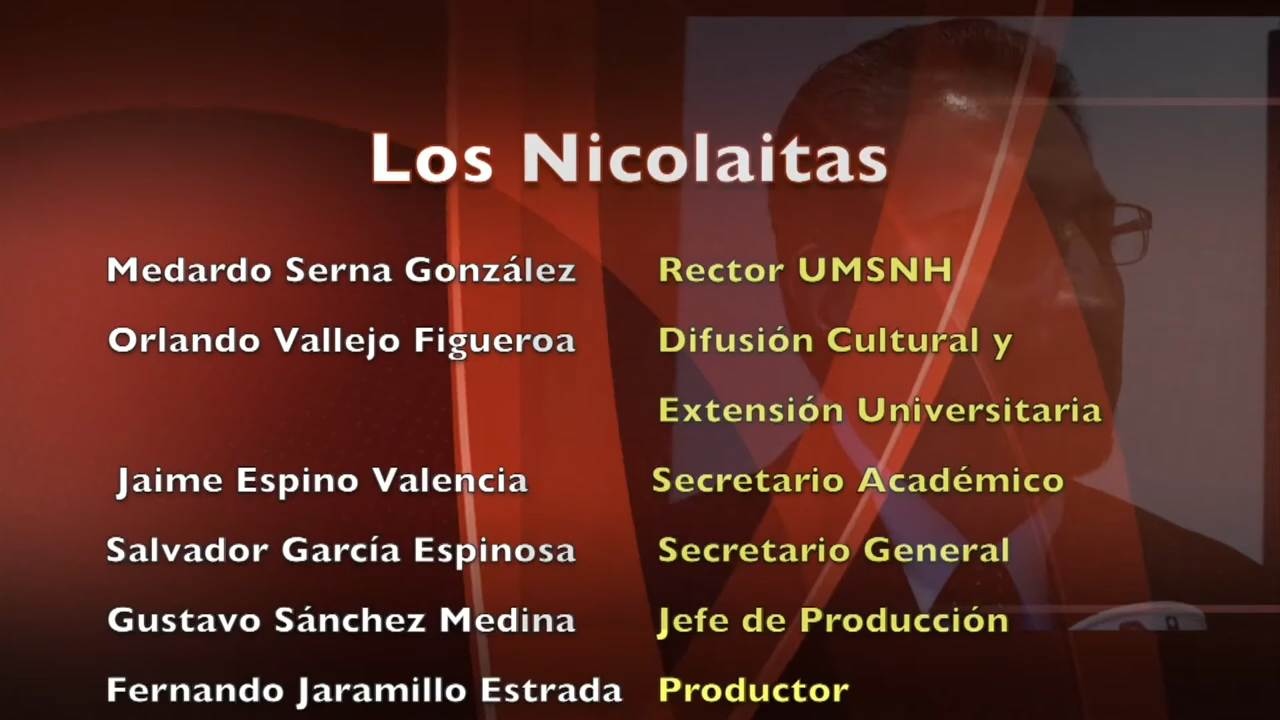 Los Nicolaitas
Medardo Serna González Rector UMSNH
Orlando Vallejo Figueroa Difusión Cultural y
Extensión Universitaria
Jaime Espino Valencia Secretario Académico
Salvador García Espinosa Secretario General
Gustavo Sánchez Medina Jefe de Producción
Fernando Jaramillo Estrada Productor